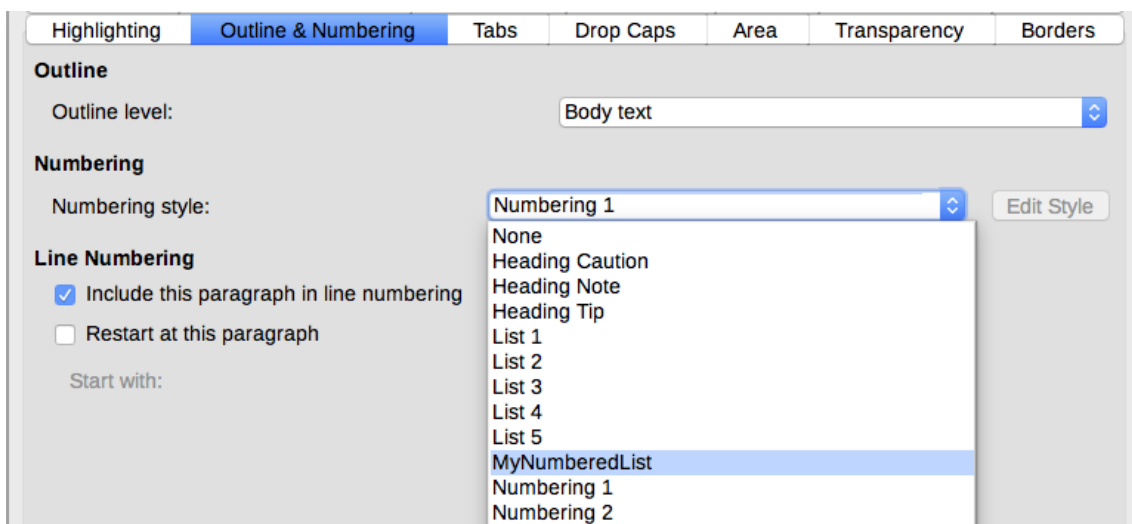 Highlighting Outline & Numbering Tabs Drop Caps Area Transparency Borders
Outline
Outline level: Body text
Numbering
Numbering style: Numbering 1 Edit Style
None
Heading Caution
Line Numbering
Include this paragraph in line numbering
Heading Note
Heading Tip
Restart at this paragraph
List 1
List 2
Start with:
List 3
List 4
List 5
MyNumberedList
Numbering 1
Numbering 2